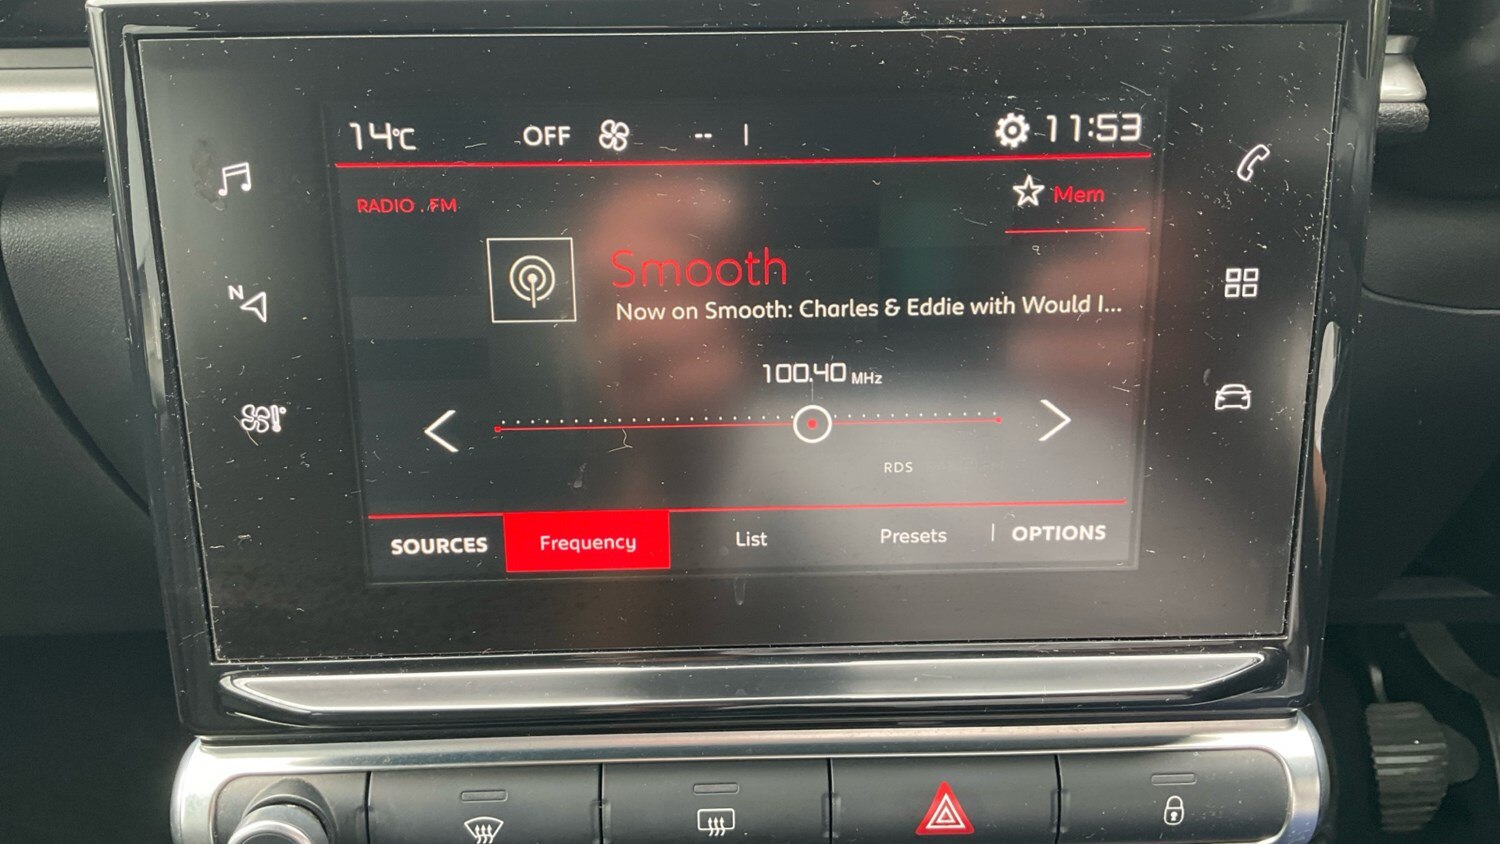 14°C OFF -- | 11:53
RADIO . FM
Mem
Smooth
Now on Smooth: Charles & Eddie with Would I...
100.40 MHz
N
RDS
SOURCES Frequency List Presets | OPTIONS